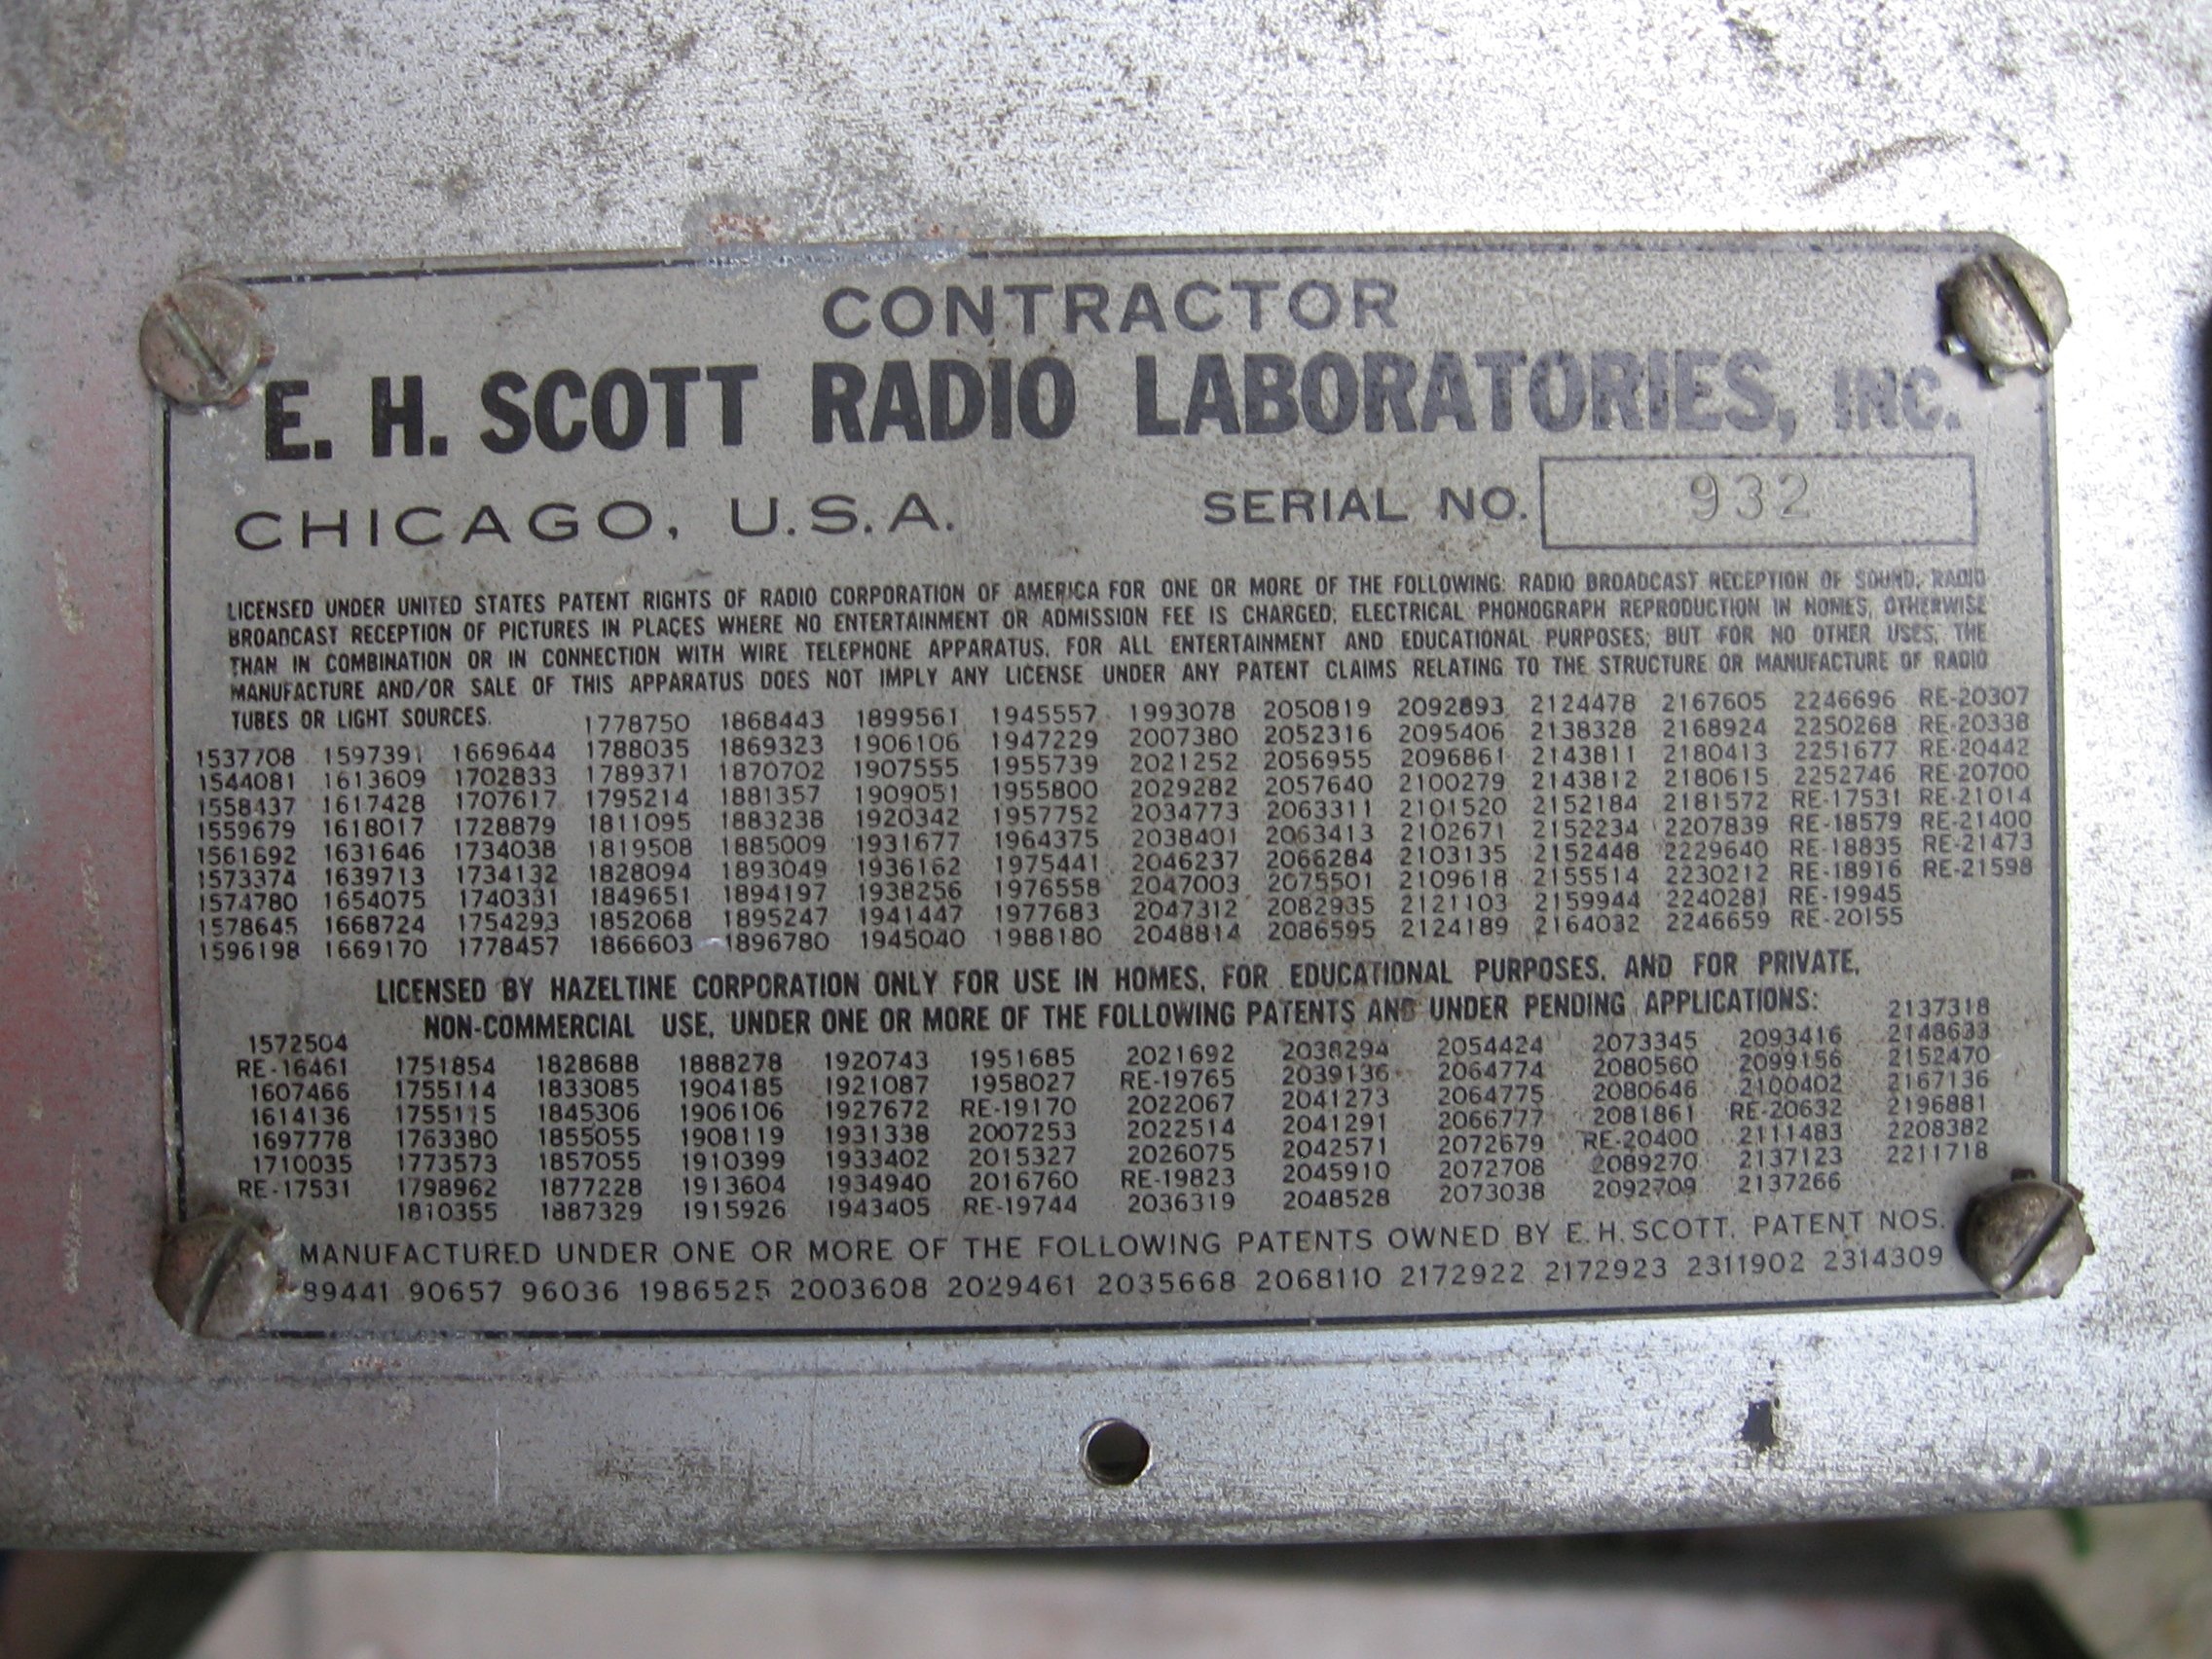 CONTRACTOR
E. H. SCOTT RADIO LABORATORIES, INC.
CHICAGO, U.S.A. SERIAL NO. 932
LICENSED UNDER UNITED STATES PATENT RIGHTS OF RADIO CORPORATION OF AMERICA FOR ONE OR MORE OF THE FOLLOWING: RADIO BROADCAST RECEPTION OF SOUND, RADIO
BROADCAST RECEPTION OF PICTURES IN PLACES WHERE NO ENTERTAINMENT OR ADMISSION FEE IS CHARGED; ELECTRICAL PHONOGRAPH REPRODUCTION IN HOMES, OTHERWISE
THAN IN COMBINATION OR IN CONNECTION WITH WIRE TELEPHONE APPARATUS, FOR ALL ENTERTAINMENT AND EDUCATIONAL PURPOSES; BUT FOR NO OTHER USES. THE
MANUFACTURE AND/OR SALE OF THIS APPARATUS DOES NOT IMPLY ANY LICENSE UNDER ANY PATENT CLAIMS RELATING TO THE STRUCTURE OR MANUFACTURE OF RADIO
TUBES OR LIGHT SOURCES. 1778750 1868443 1899561 1945557 1993078 2050819 2092893 2124478 2167605 2246696 RE-20307
1537708 1597391 1669644 1788035 1869323 1906106 1947229 2007380 2052316 2095406 2138328 2168924 2250268 RE-20338
1544081 1613609 1702833 1789371 1870702 1907555 1955739 2021252 2056955 2096861 2143811 2180413 2251677 RE-20442
1558437 1617428 1707617 1795214 1881357 1909051 1955800 2029282 2057640 2100279 2143812 2180615 2252746 RE-20700
1559679 1618017 1728879 1811095 1883238 1920342 1957752 2034773 2063311 2101520 2152184 2181572 RE-17531 RE-21014
1561692 1631646 1734038 1819508 1885009 1931677 1964375 2038401 2063413 2102671 2152234 2207839 RE-18579 RE-21400
1573374 1639713 1734132 1828094 1893049 1936162 1975441 2046237 2066284 2103135 2152448 2229640 RE-18835 RE-21473
1574780 1654075 1740331 1849651 1894197 1938256 1976558 2047003 2075501 2109618 2155514 2230212 RE-18916 RE-21598
1578645 1668724 1754293 1852068 1895247 1941447 1977683 2047312 2082935 2121103 2159944 2240281 RE-19945
1596198 1669170 1778457 1866603 1896780 1945040 1988180 2048814 2086595 2124189 2164032 2246659 RE-20155
LICENSED BY HAZELTINE CORPORATION ONLY FOR USE IN HOMES, FOR EDUCATIONAL PURPOSES, AND FOR PRIVATE,
NON-COMMERCIAL USE, UNDER ONE OR MORE OF THE FOLLOWING PATENTS AND UNDER PENDING APPLICATIONS:
1572504 2137318
RE-16461 1751854 1828688 1888278 1920743 1951685 2021692 2038294 2054424 2073345 2093416 2148633
1607466 1755114 1833085 1904185 1921087 1958027 RE-19765 2039136 2064774 2080560 2099156 2152470
1614136 1755115 1845306 1906106 1927672 RE-19170 2022067 2041273 2064775 2080646 2100402 2167136
1697778 1763380 1855055 1908119 1931338 2007253 2022514 2041291 2066777 2081861 RE-20632 2196881
1710035 1773573 1857055 1910399 1933402 2015327 2026075 2042571 2072679 RE-20400 2111483 2208382
RE-17531 1798962 1877228 1913604 1934940 2016760 RE-19823 2045910 2072708 2089270 2137123 2211718
1810355 1887329 1915926 1943405 RE-19744 2036319 2048528 2073038 2092709 2137266
MANUFACTURED UNDER ONE OR MORE OF THE FOLLOWING PATENTS OWNED BY E.H. SCOTT. PATENT NOS.
89441 90657 96036 1986525 2003608 2029461 2035668 2068110 2172922 2172923 2311902 2314309